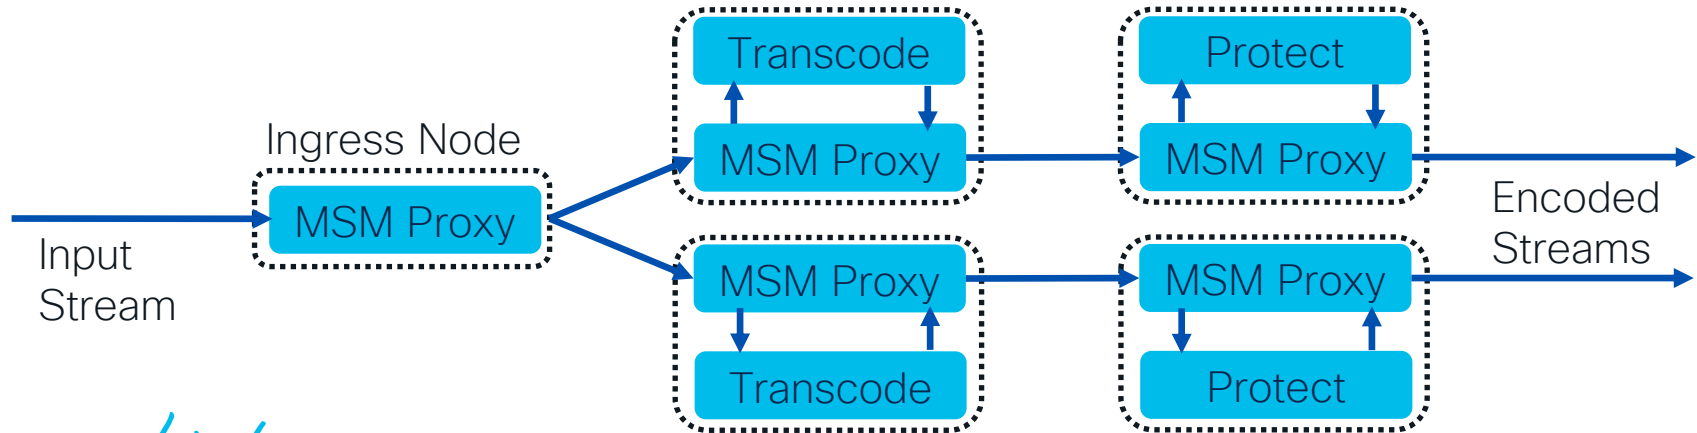 Transcode
Protect
Ingress Node
MSM Proxy
MSM Proxy
MSM Proxy
Input
Stream
Encoded
Streams
MSM Proxy
MSM Proxy
Transcode
Protect